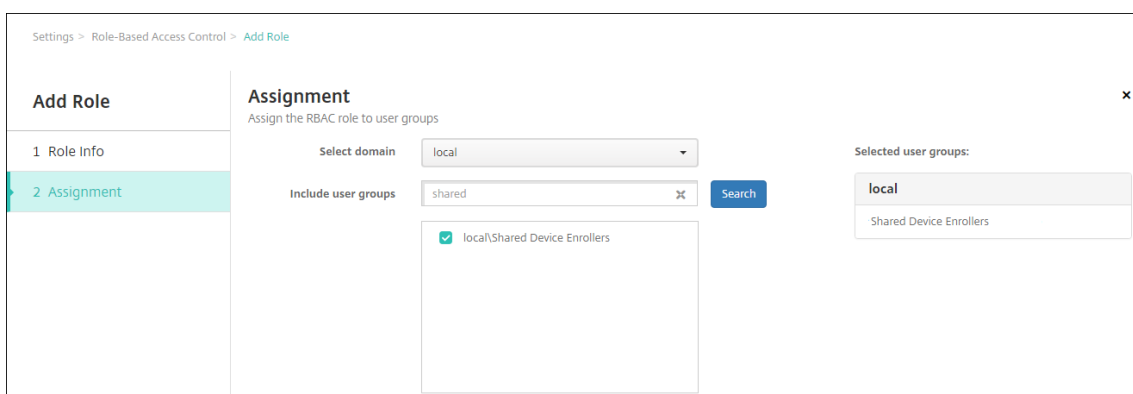 Settings > Role-Based Access Control > Add Role
Add Role
1 Role Info
2 Assignment
Assignment
Assign the RBAC role to user groups
Select domain
local
Include user groups
shared
Search
local\Shared Device Enrollers
Selected user groups:
local
Shared Device Enrollers